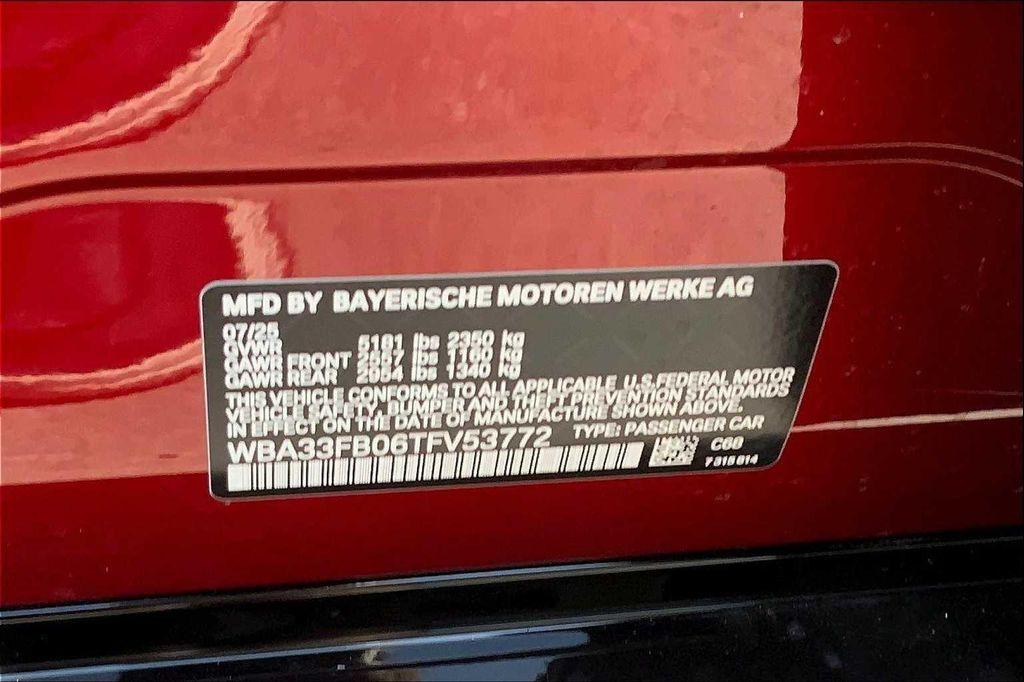 MFD BY BAYERISCHE MOTOREN WERKE AG
07/25
GVWR 5181 lbs 2350 kg
GAWR FRONT 2557 lbs 1160 kg
GAWR REAR 2954 lbs 1340 kg
THIS VEHICLE CONFORMS TO ALL APPLICABLE U.S.FEDERAL MOTOR
VEHICLE SAFETY, BUMPER AND THEFT PREVENTION STANDARDS
IN EFFECT ON THE DATE OF MANUFACTURE SHOWN ABOVE.
WBA33FB06TFV53772 TYPE: PASSENGER CAR
C60
7315614